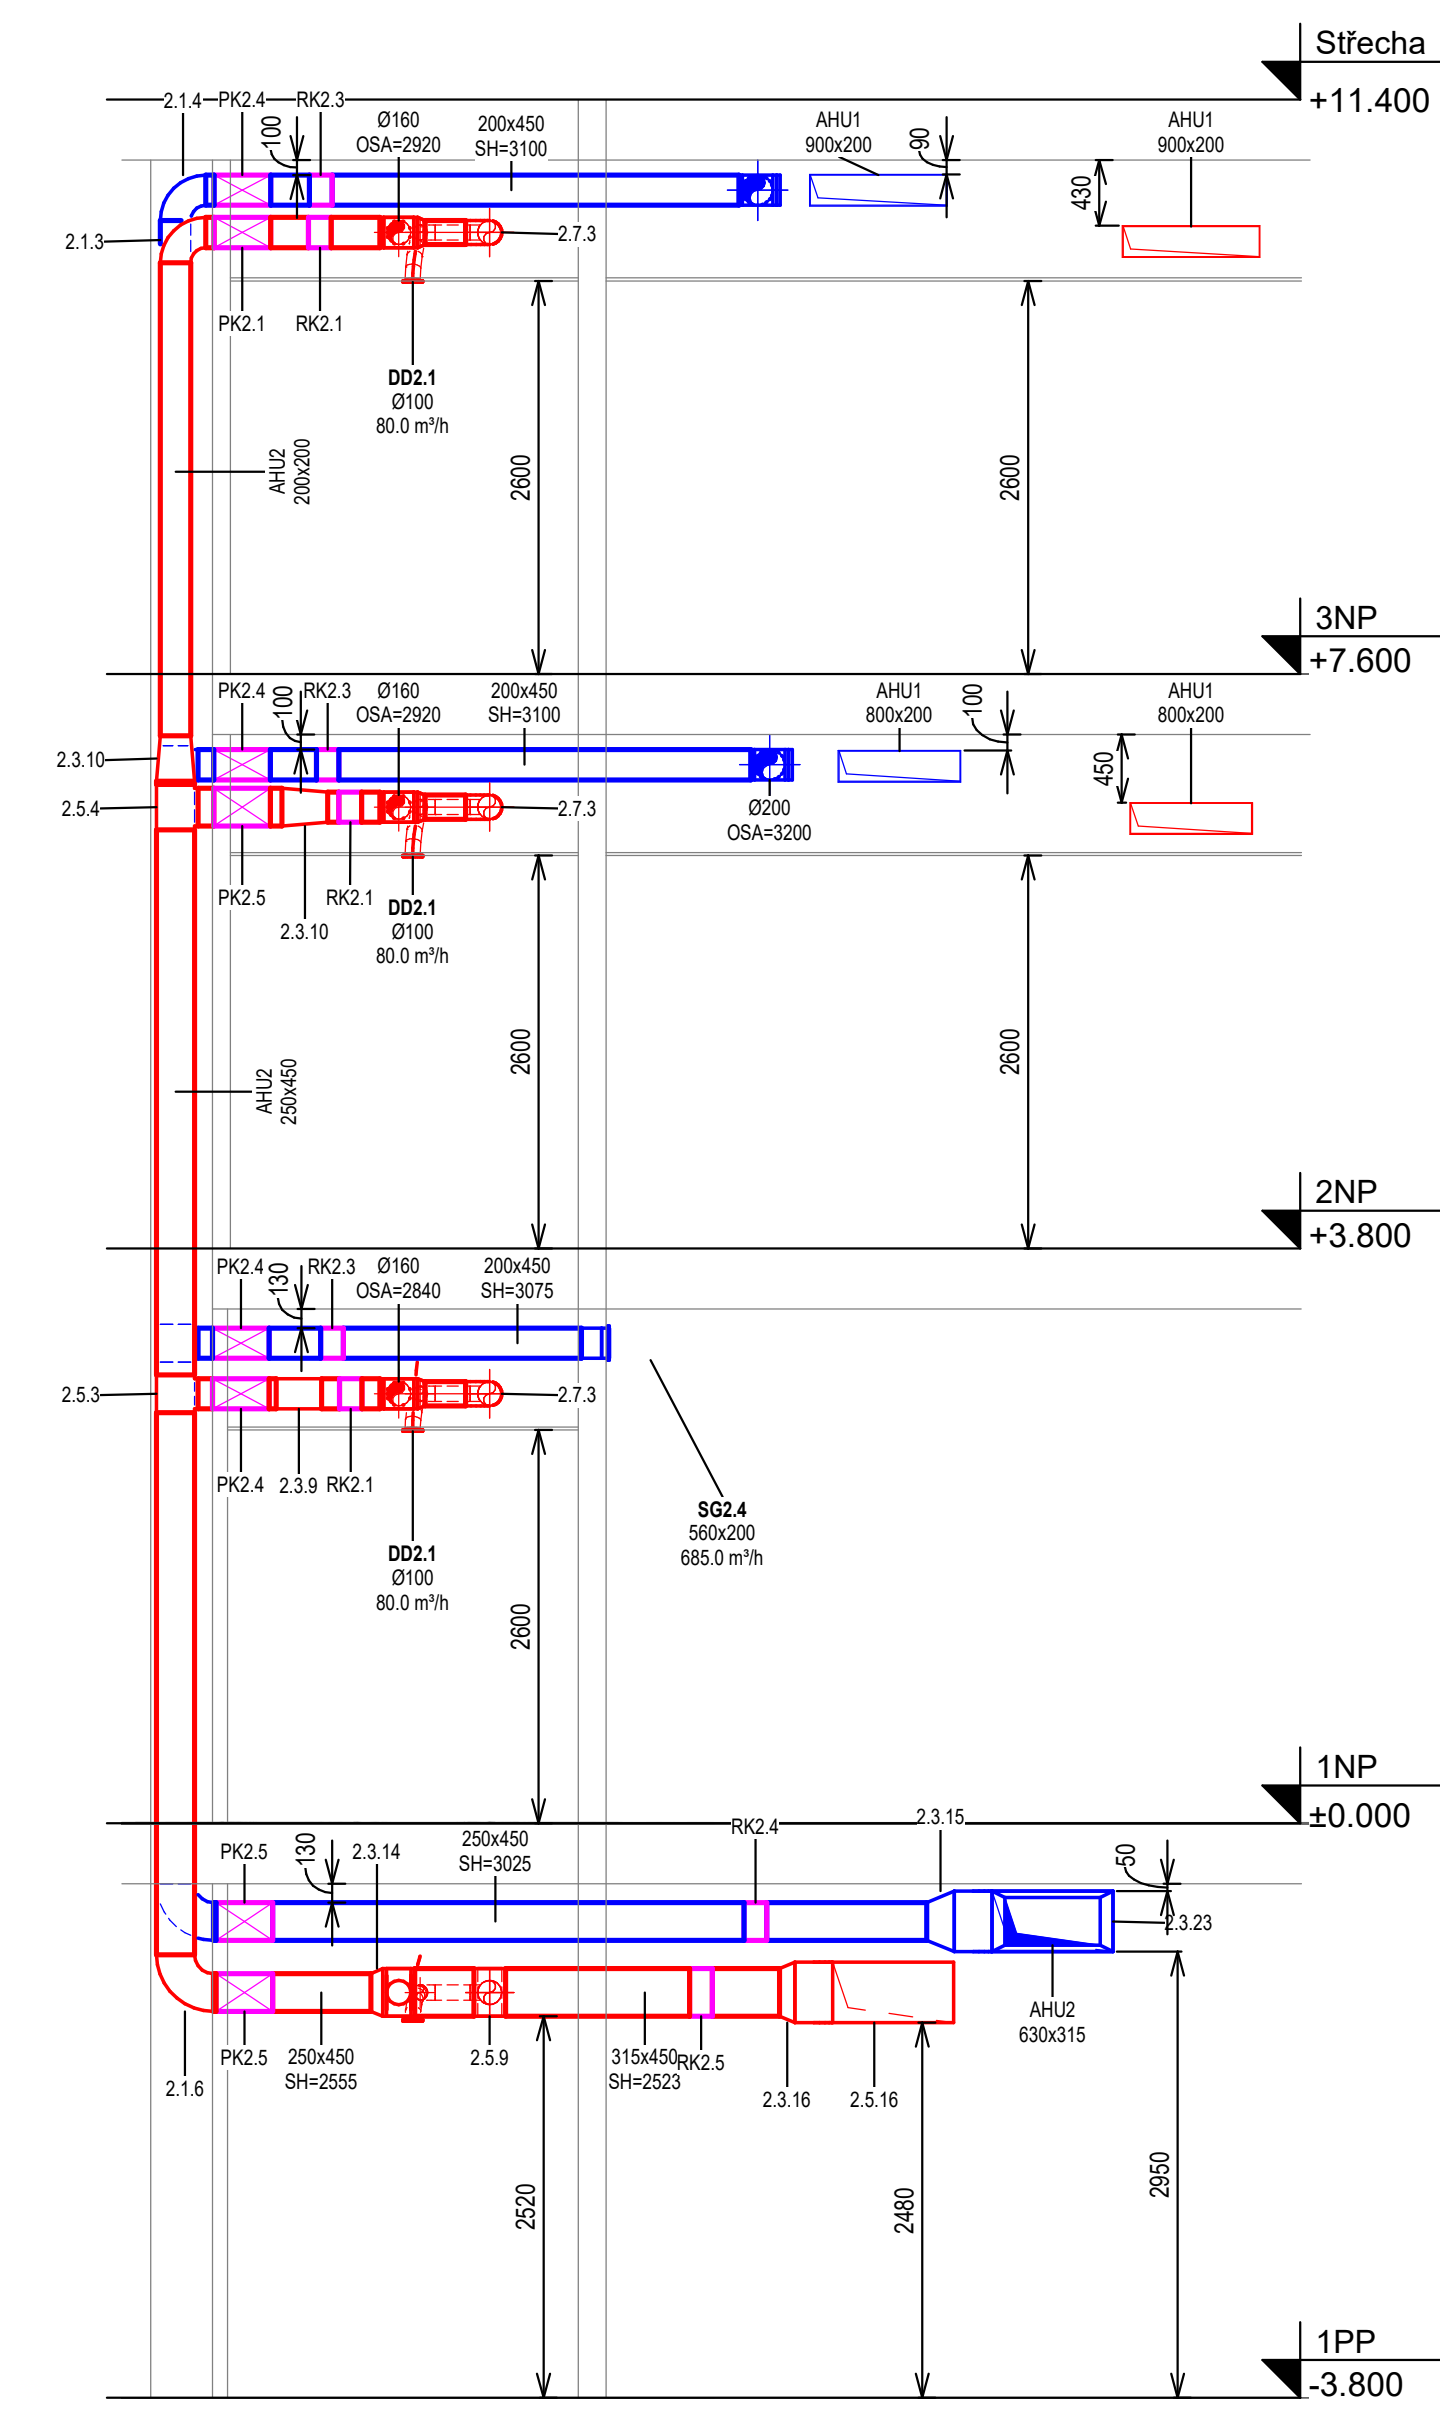 Střecha
+11.400
2.1.4
PK2.4
RK2.3
100
Ø160
OSA=2920
200x450
SH=3100
AHU1
900x200
90
AHU1
900x200
430
2.1.3
2.7.3
PK2.1
RK2.1
DD2.1
Ø100
80.0 m³/h
AHU2
200x200
2600
2600
3NP
+7.600
PK2.4
RK2.3
100
Ø160
OSA=2920
200x450
SH=3100
AHU1
800x200
100
AHU1
800x200
450
2.3.10
2.5.4
2.7.3
Ø200
OSA=3200
PK2.5
RK2.1
2.3.10
DD2.1
Ø100
80.0 m³/h
AHU2
250x450
2600
2600
2NP
+3.800
PK2.4
RK2.3
130
Ø160
OSA=2840
200x450
SH=3075
2.5.3
2.7.3
PK2.4
2.3.9
RK2.1
DD2.1
Ø100
80.0 m³/h
SG2.4
560x200
685.0 m³/h
2600
1NP
±0.000
PK2.5
130
2.3.14
250x450
SH=3025
RK2.4
2.3.15
50
2.3.23
AHU2
630x315
2.1.6
PK2.5
250x450
SH=2555
2.5.9
315x450
SH=2523
RK2.5
2.3.16
2.5.16
2520
2480
2950
1PP
-3.800